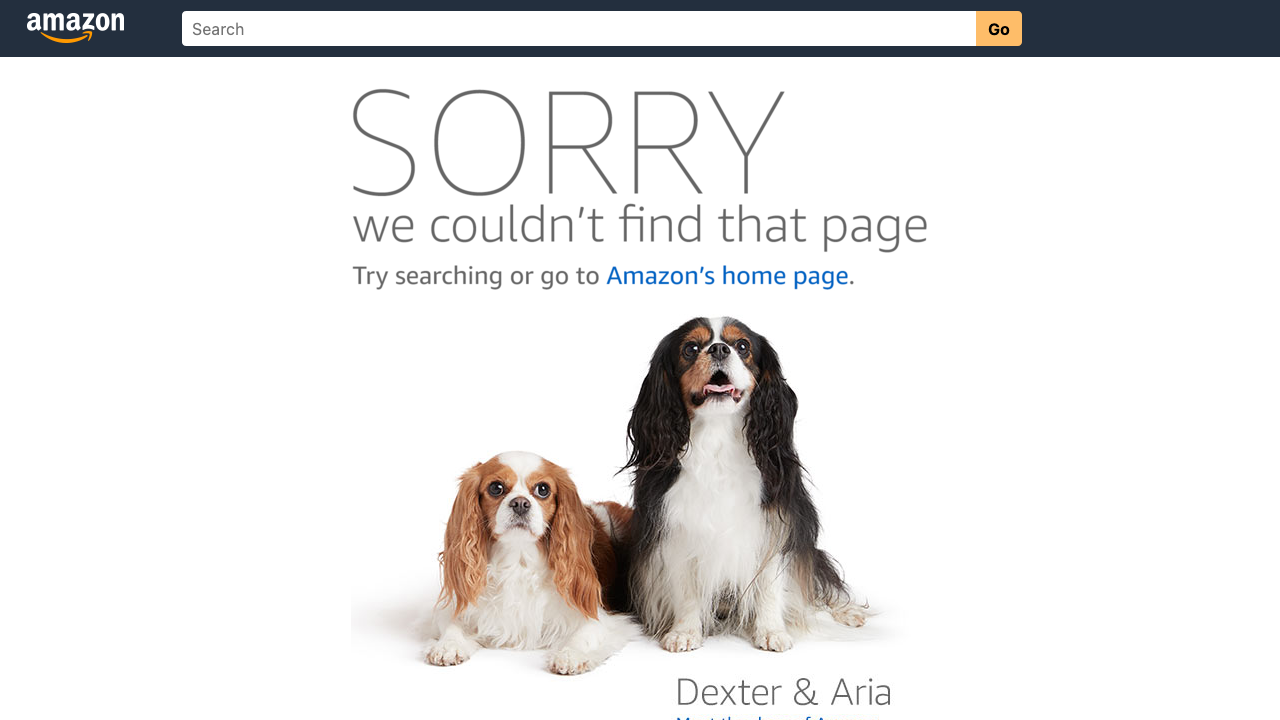 amazon
Search
Go
SORRY
we couldn't find that page
Try searching or go to Amazon's home page.
Dexter & Aria